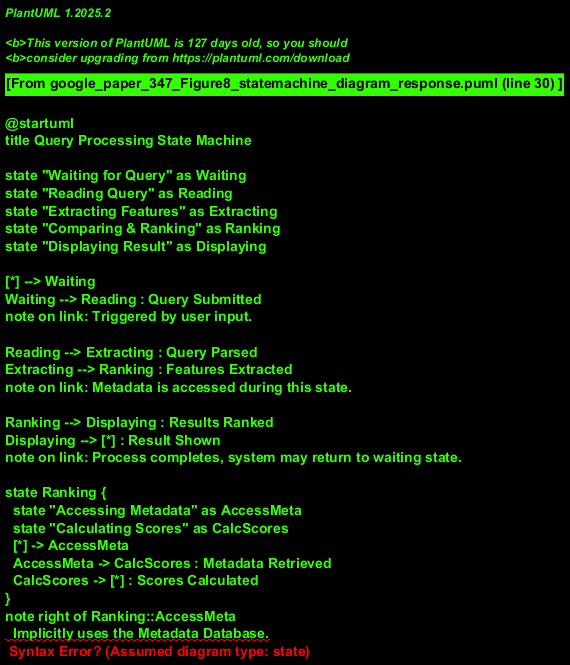 PlantUML 1.2025.2
<b>This version of PlantUML is 127 days old, so you should
<b>consider upgrading from https://plantuml.com/download
[From google_paper_347_Figure8_statemachine_diagram_response.puml (line 30) ]
@startuml
title Query Processing State Machine
state "Waiting for Query" as Waiting
state "Reading Query" as Reading
state "Extracting Features" as Extracting
state "Comparing & Ranking" as Ranking
state "Displaying Result" as Displaying
[*] --> Waiting
Waiting --> Reading : Query Submitted
note on link: Triggered by user input.
Reading --> Extracting : Query Parsed
Extracting --> Ranking : Features Extracted
note on link: Metadata is accessed during this state.
Ranking --> Displaying : Results Ranked
Displaying --> [*] : Result Shown
note on link: Process completes, system may return to waiting state.
state Ranking {
state "Accessing Metadata" as AccessMeta
state "Calculating Scores" as CalcScores
[*] -> AccessMeta
AccessMeta -> CalcScores : Metadata Retrieved
CalcScores -> [*] : Scores Calculated
}
note right of Ranking::AccessMeta
Implicitly uses the Metadata Database.
Syntax Error? (Assumed diagram type: state)